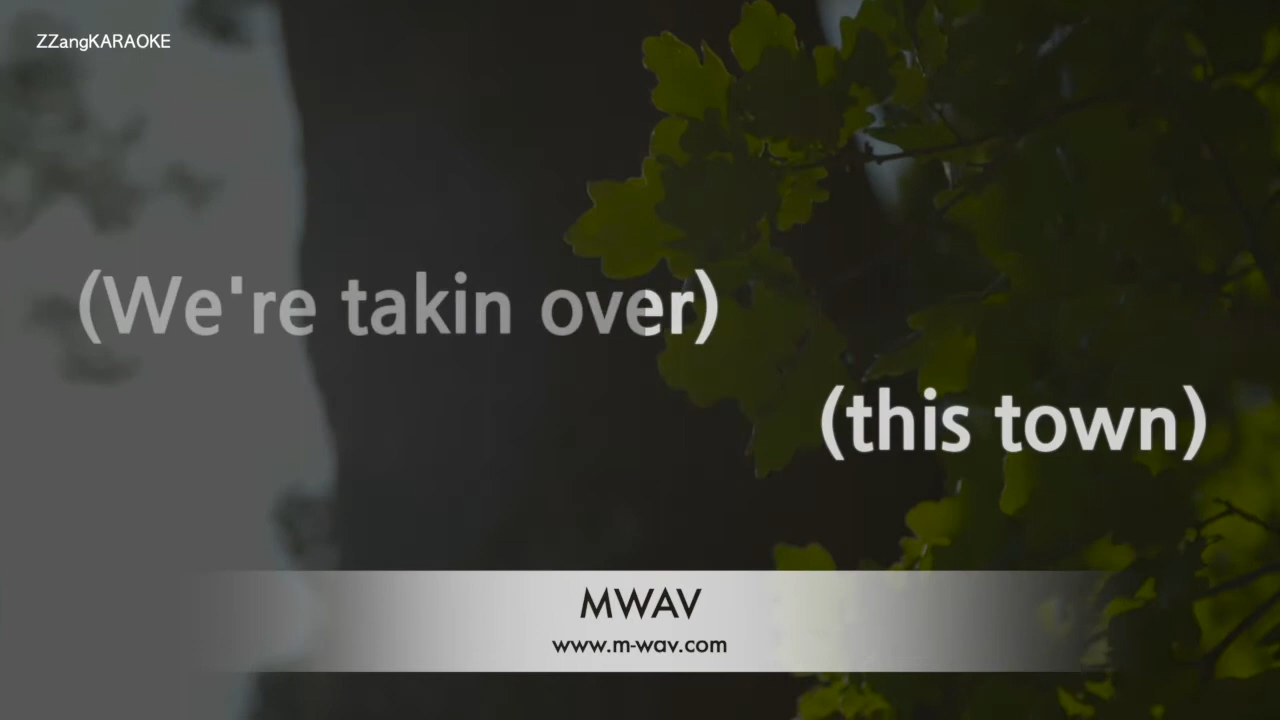 ZZangKARAOKE
(We're takin over)
(this town)
MWAV
www.m-wav.com